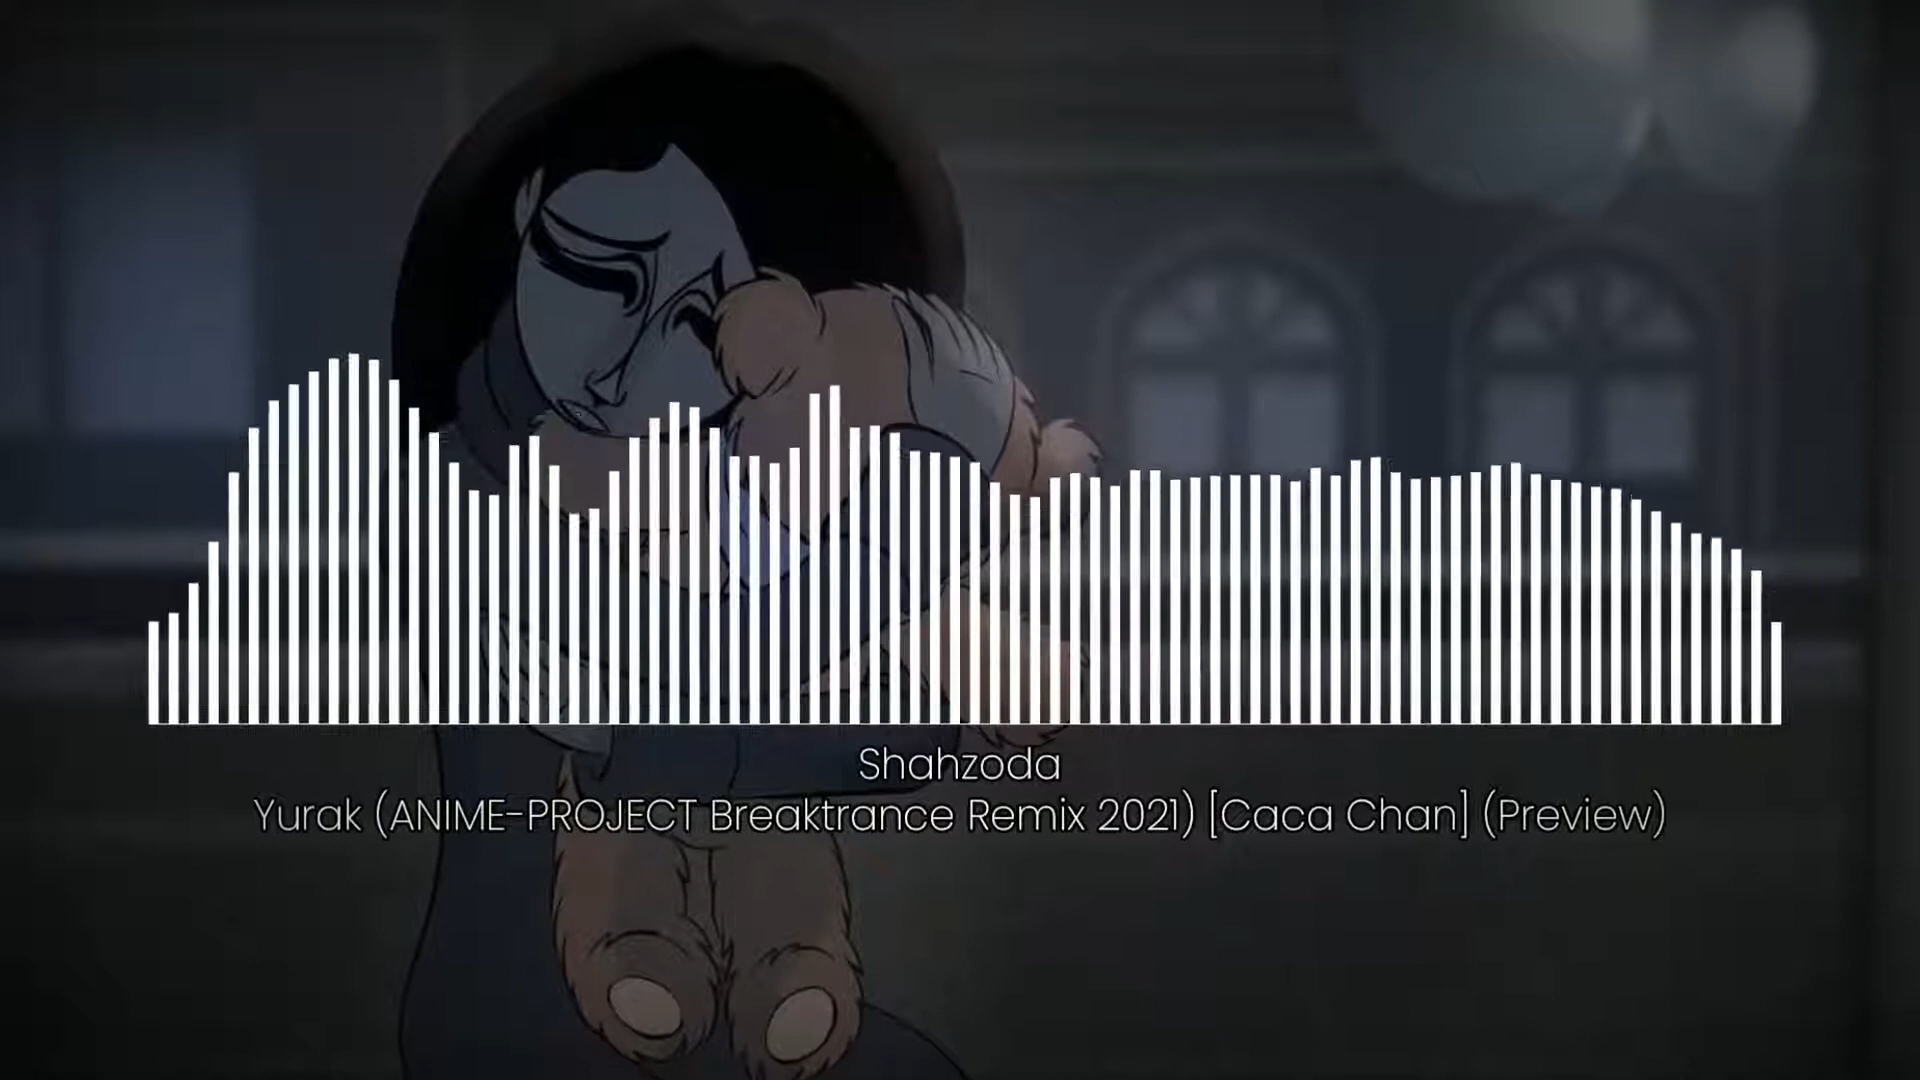 Shahzoda
Yurak (ANIME-PROJECT Breaktrance Remix 2021) [Caca Chan] (Preview)